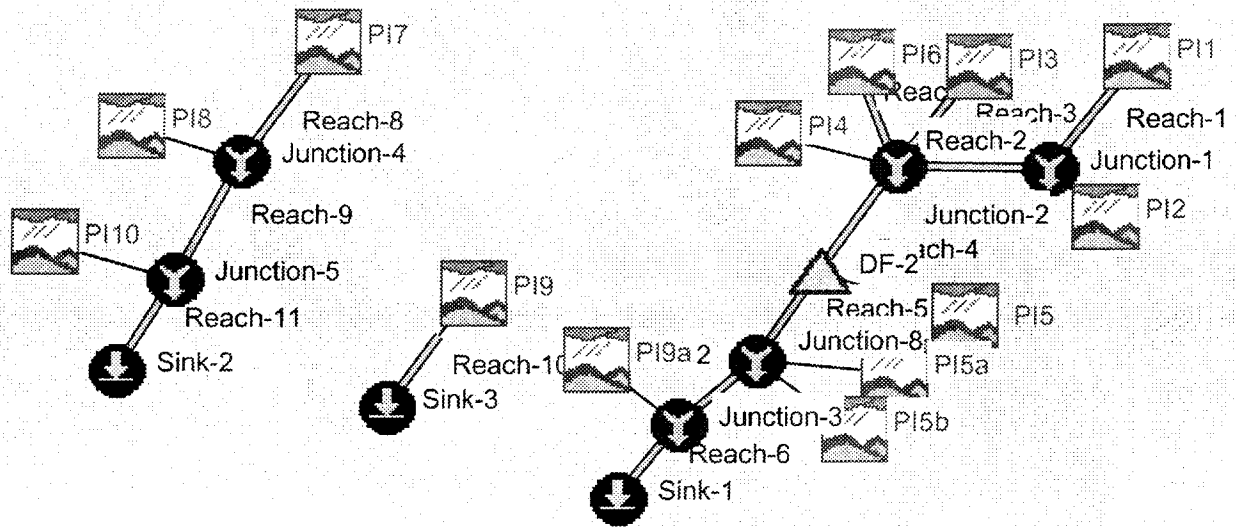 PI7
PI6
PI3
PI1
PI8
Reach-8
Reach-3
Reach-1
PI4
Reach-2
Junction-4
Junction-1
Reach-9
Junction-2
PI2
PI10
DF-2
Junction-5
PI9
Reach-5
PI5
Reach-11
Junction-8
PI9a
PI5a
Sink-2
Reach-10
Sink-3
Junction-3
PI5b
Reach-6
Sink-1